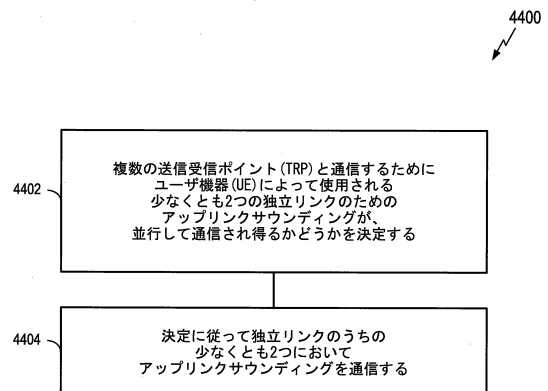 4400
4402
複数の送信受信ポイント(TRP)と通信するために
ユーザ機器(UE)によって使用される
少なくとも2つの独立リンクのための
アップリンクサウンディングが、
並行して通信され得るかどうかを決定する
4404
決定に従って独立リンクのうちの
少なくとも2つにおいて
アップリンクサウンディングを通信する